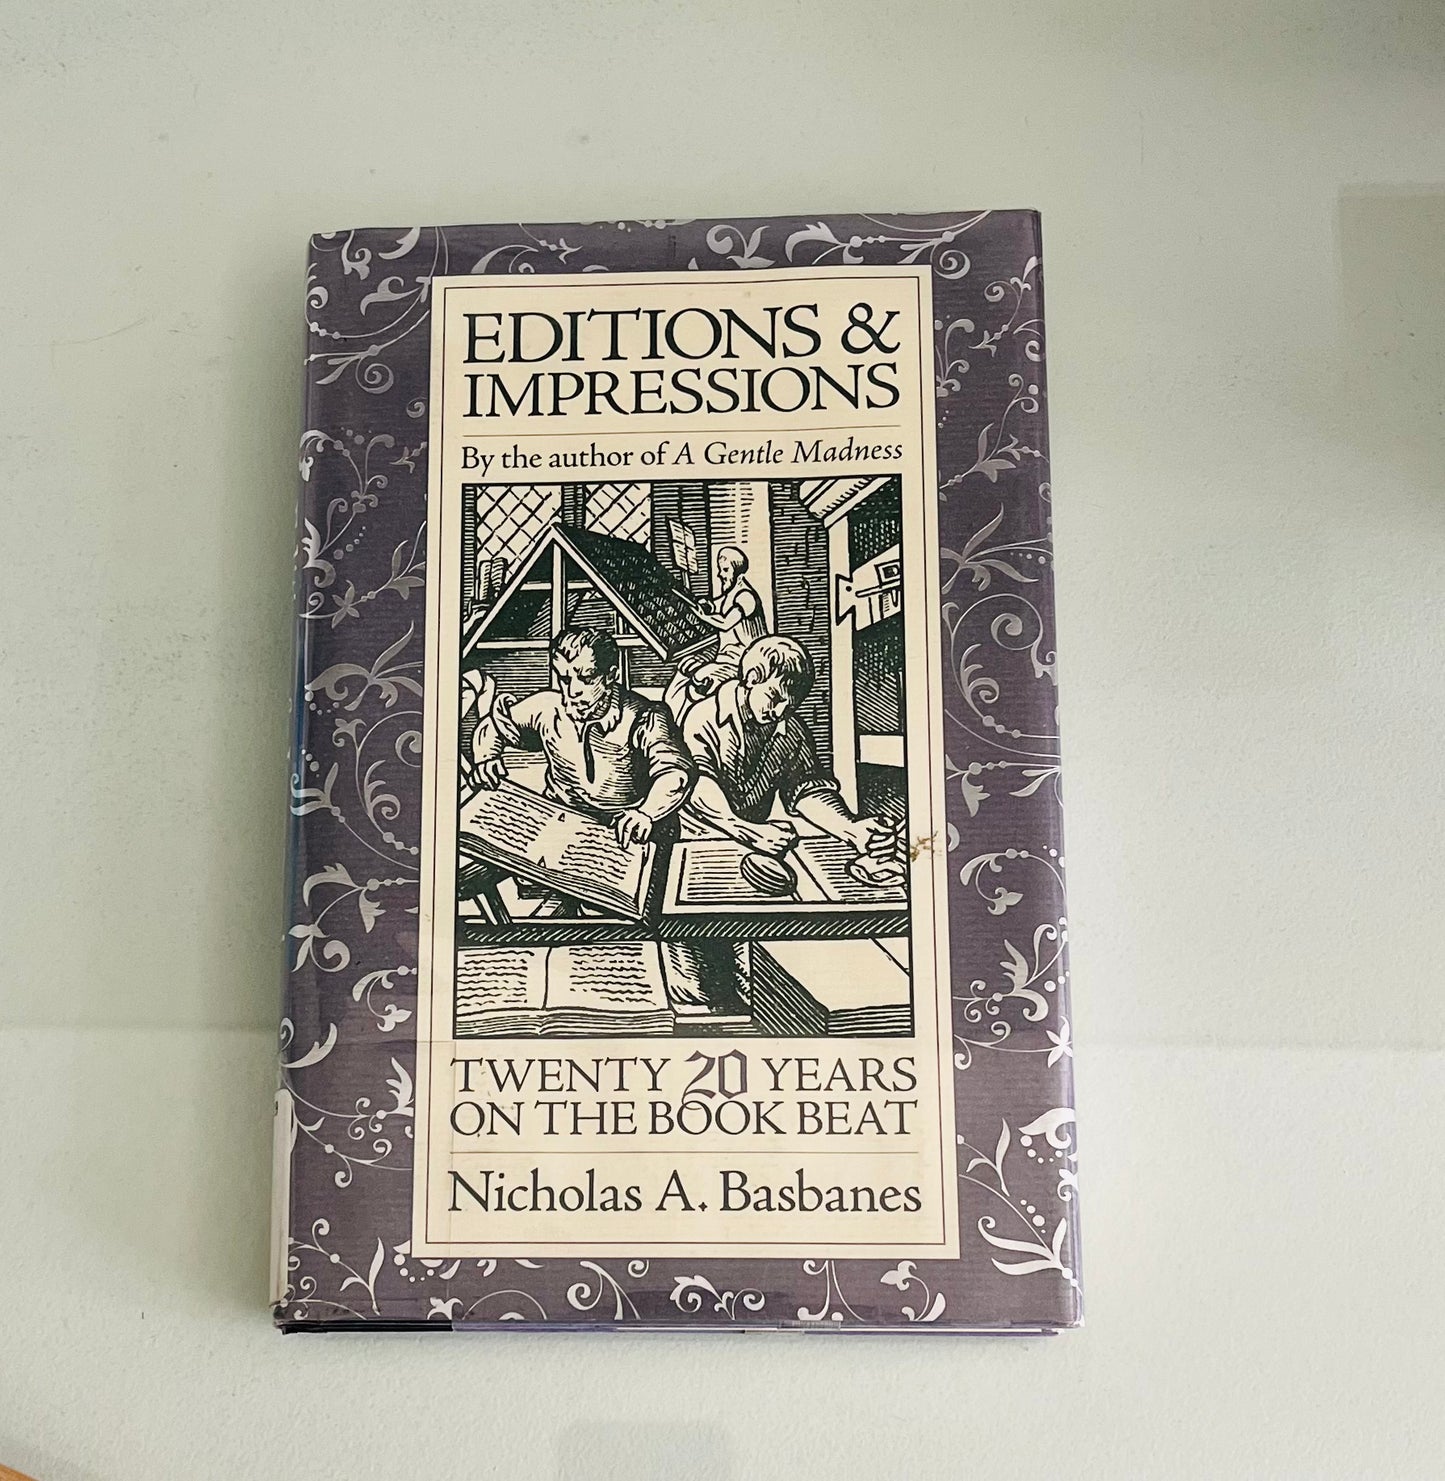 EDITIONS &
IMPRESSIONS
By the author of A Gentle Madness
TWENTY 20 YEARS
ON THE BOOK BEAT
Nicholas A. Basbanes